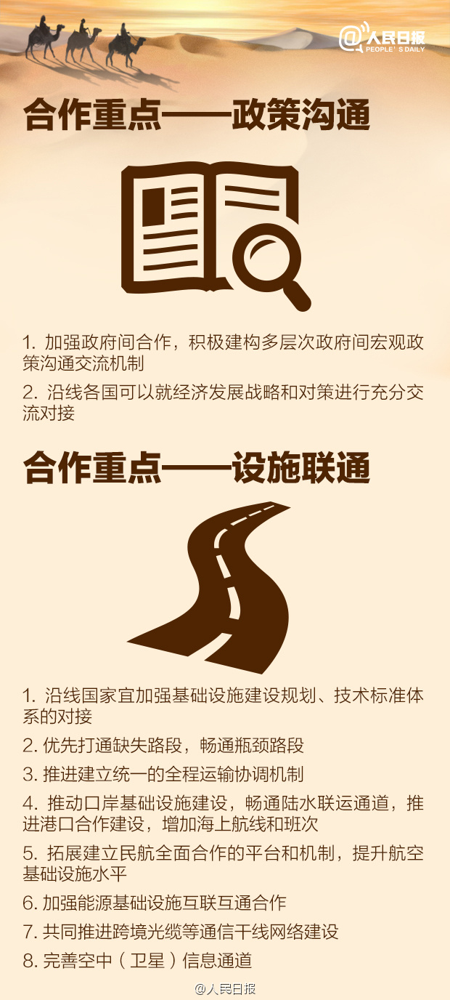 @人民日报
PEOPLE'S DAILY
合作重点——政策沟通
1. 加强政府间合作，积极建构多层次政府间宏观政
策沟通交流机制
2. 沿线各国可以就经济发展战略和对策进行充分交
流对接
合作重点——设施联通
1. 沿线国家宜加强基础设施建设规划、技术标准体
系的对接
2. 优先打通缺失路段，畅通瓶颈路段
3. 推进建立统一的全程运输协调机制
4. 推动口岸基础设施建设，畅通陆水联运通道，推
进港口合作建设，增加海上航线和班次
5. 拓展建立民航全面合作的平台和机制，提升航空
基础设施水平
6. 加强能源基础设施互联互通合作
7. 共同推进跨境光缆等通信干线网络建设
8. 完善空中（卫星）信息通道
@人民日报